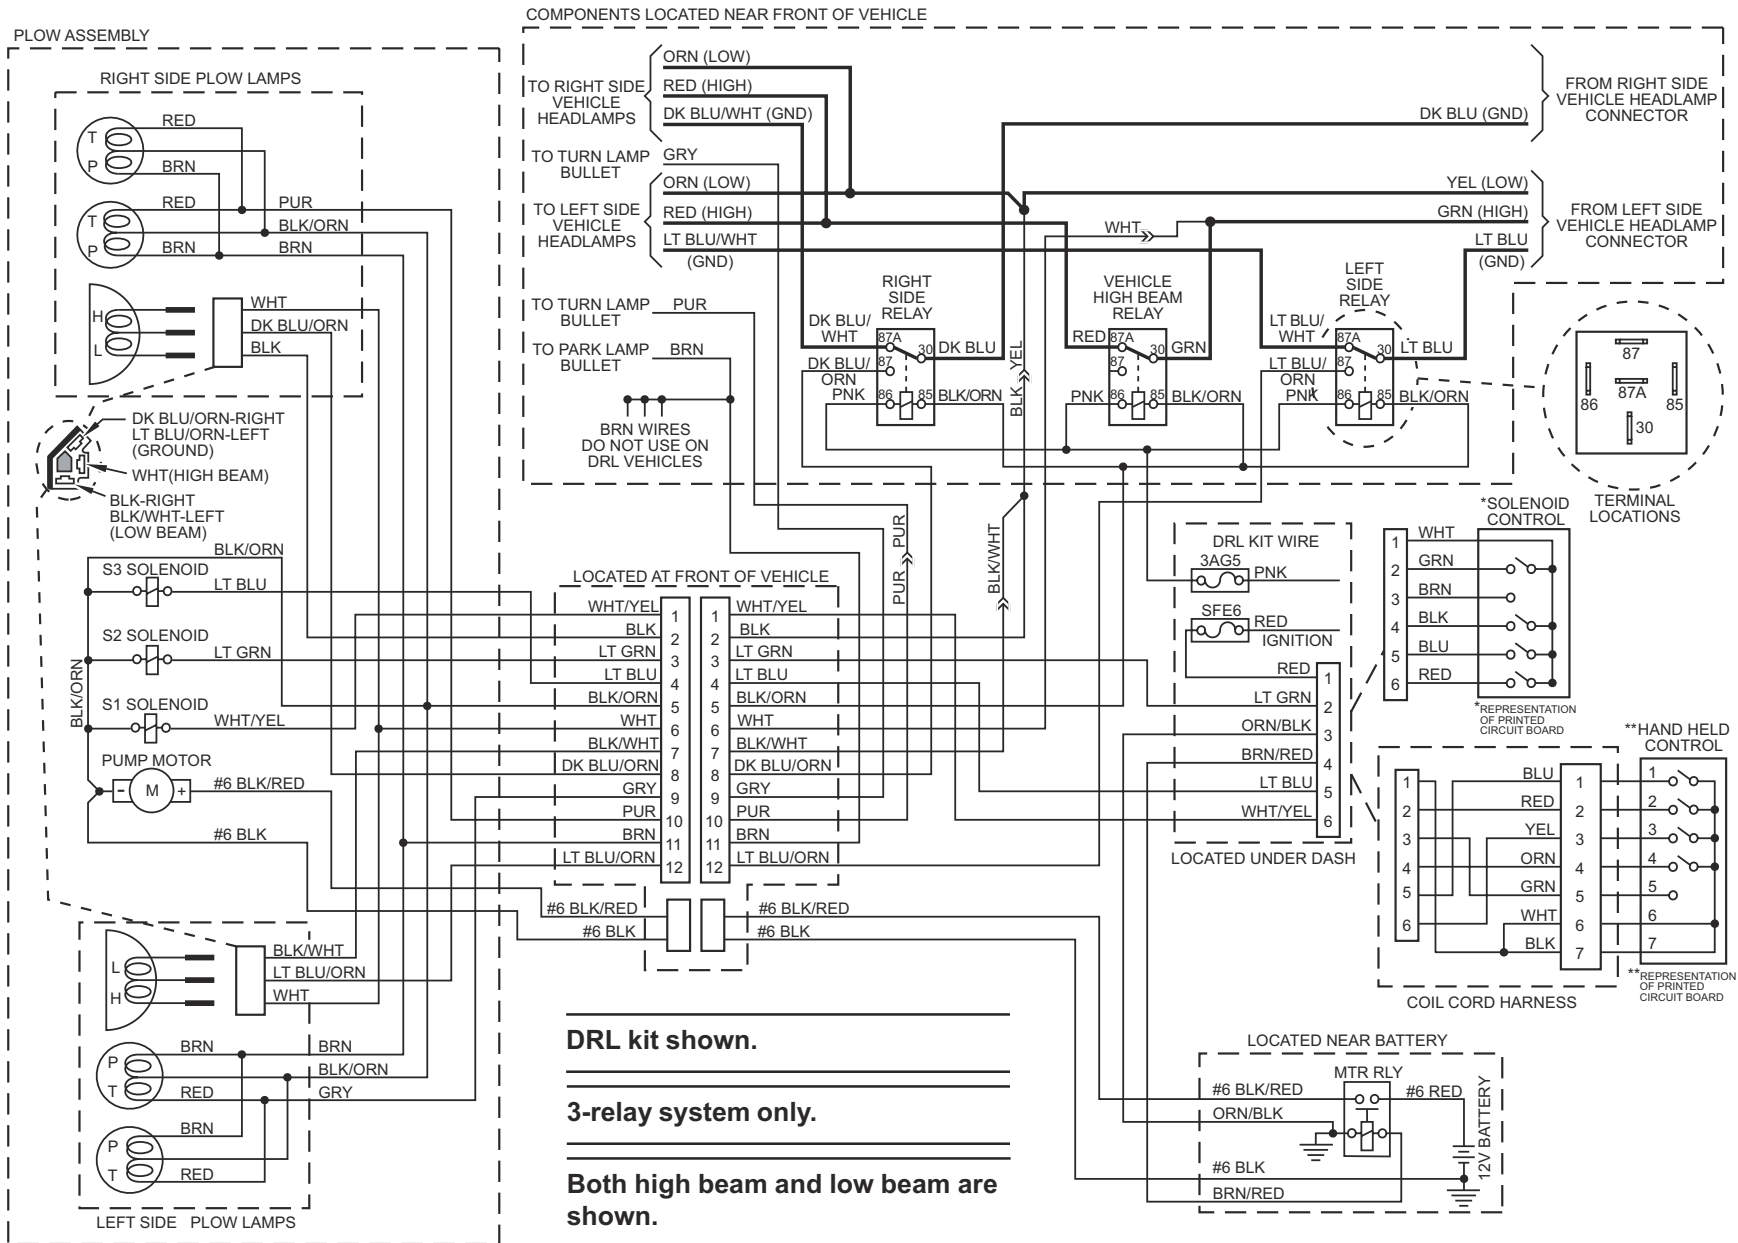 COMPONENTS LOCATED NEAR FRONT OF VEHICLE
PLOW ASSEMBLY
RIGHT SIDE PLOW LAMPS
T
P
RED
BRN
T
P
RED
BRN
PUR
BLK/ORN
BRN
H
L
WHT
DK BLU/ORN
BLK
DK BLU/ORN-RIGHT
LT BLU/ORN-LEFT
(GROUND)
WHT(HIGH BEAM)
BLK-RIGHT
BLK/WHT-LEFT
(LOW BEAM)
BLK/ORN
S3 SOLENOID
LT BLU
S2 SOLENOID
LT GRN
BLK/ORN
S1 SOLENOID
WHT/YEL
PUMP MOTOR
-
M
+
#6 BLK/RED
#6 BLK
L
H
BLK/WHT
LT BLU/ORN
WHT
P
T
BRN
RED
BRN
BLK/ORN
GRY
P
T
BRN
RED
LEFT SIDE PLOW LAMPS
TO RIGHT SIDE
VEHICLE
HEADLAMPS
ORN (LOW)
RED (HIGH)
DK BLU/WHT (GND)
TO TURN LAMP
BULLET
GRY
TO LEFT SIDE
VEHICLE
HEADLAMPS
ORN (LOW)
RED (HIGH)
LT BLU/WHT
(GND)
TO TURN LAMP
BULLET
PUR
TO PARK LAMP
BULLET
BRN
BRN WIRES
DO NOT USE ON
DRL VEHICLES
DK BLU (GND)
FROM RIGHT SIDE
VEHICLE HEADLAMP
CONNECTOR
YEL (LOW)
GRN (HIGH)
LT BLU
(GND)
FROM LEFT SIDE
VEHICLE HEADLAMP
CONNECTOR
WHT
RIGHT
SIDE
RELAY
DK BLU/
WHT
DK BLU/
ORN
PNK
87A
87
30
86
85
DK BLU
BLK/ORN
BLK
YEL
VEHICLE
HIGH BEAM
RELAY
RED
PNK
87A
87
30
86
85
GRN
BLK/ORN
LEFT
SIDE
RELAY
LT BLU/
WHT
LT BLU/
ORN
PNK
87A
87
30
86
85
LT BLU
BLK/ORN
87
87A
86
85
30
TERMINAL
LOCATIONS
PUR
PUR
BLK/WHT
LOCATED AT FRONT OF VEHICLE
WHT/YEL 1 1 WHT/YEL
BLK 2 2 BLK
LT GRN 3 3 LT GRN
LT BLU 4 4 LT BLU
BLK/ORN 5 5 BLK/ORN
WHT 6 6 WHT
BLK/WHT 7 7 BLK/WHT
DK BLU/ORN 8 8 DK BLU/ORN
GRY 9 9 GRY
PUR 10 10 PUR
BRN 11 11 BRN
LT BLU/ORN 12 12 LT BLU/ORN
#6 BLK/RED #6 BLK/RED
#6 BLK #6 BLK
DRL KIT WIRE
3AG5
PNK
SFE6
RED
IGNITION
RED 1
LT GRN 2
ORN/BLK 3
BRN/RED 4
LT BLU 5
WHT/YEL 6
LOCATED UNDER DASH
*SOLENOID
CONTROL
1 WHT
2 GRN
3 BRN
4 BLK
5 BLU
6 RED
*REPRESENTATION
OF PRINTED
CIRCUIT BOARD
**HAND HELD
CONTROL
1 BLU 1 1
2 RED 2 2
3 YEL 3 3
4 ORN 4 4
5 GRN 5 5
6 WHT 6 6
BLK 7 7
**REPRESENTATION
OF PRINTED
CIRCUIT BOARD
COIL CORD HARNESS
LOCATED NEAR BATTERY
MTR RLY
#6 BLK/RED
#6 RED
ORN/BLK
#6 BLK
BRN/RED
12V BATTERY
DRL kit shown.
3-relay system only.
Both high beam and low beam are
shown.